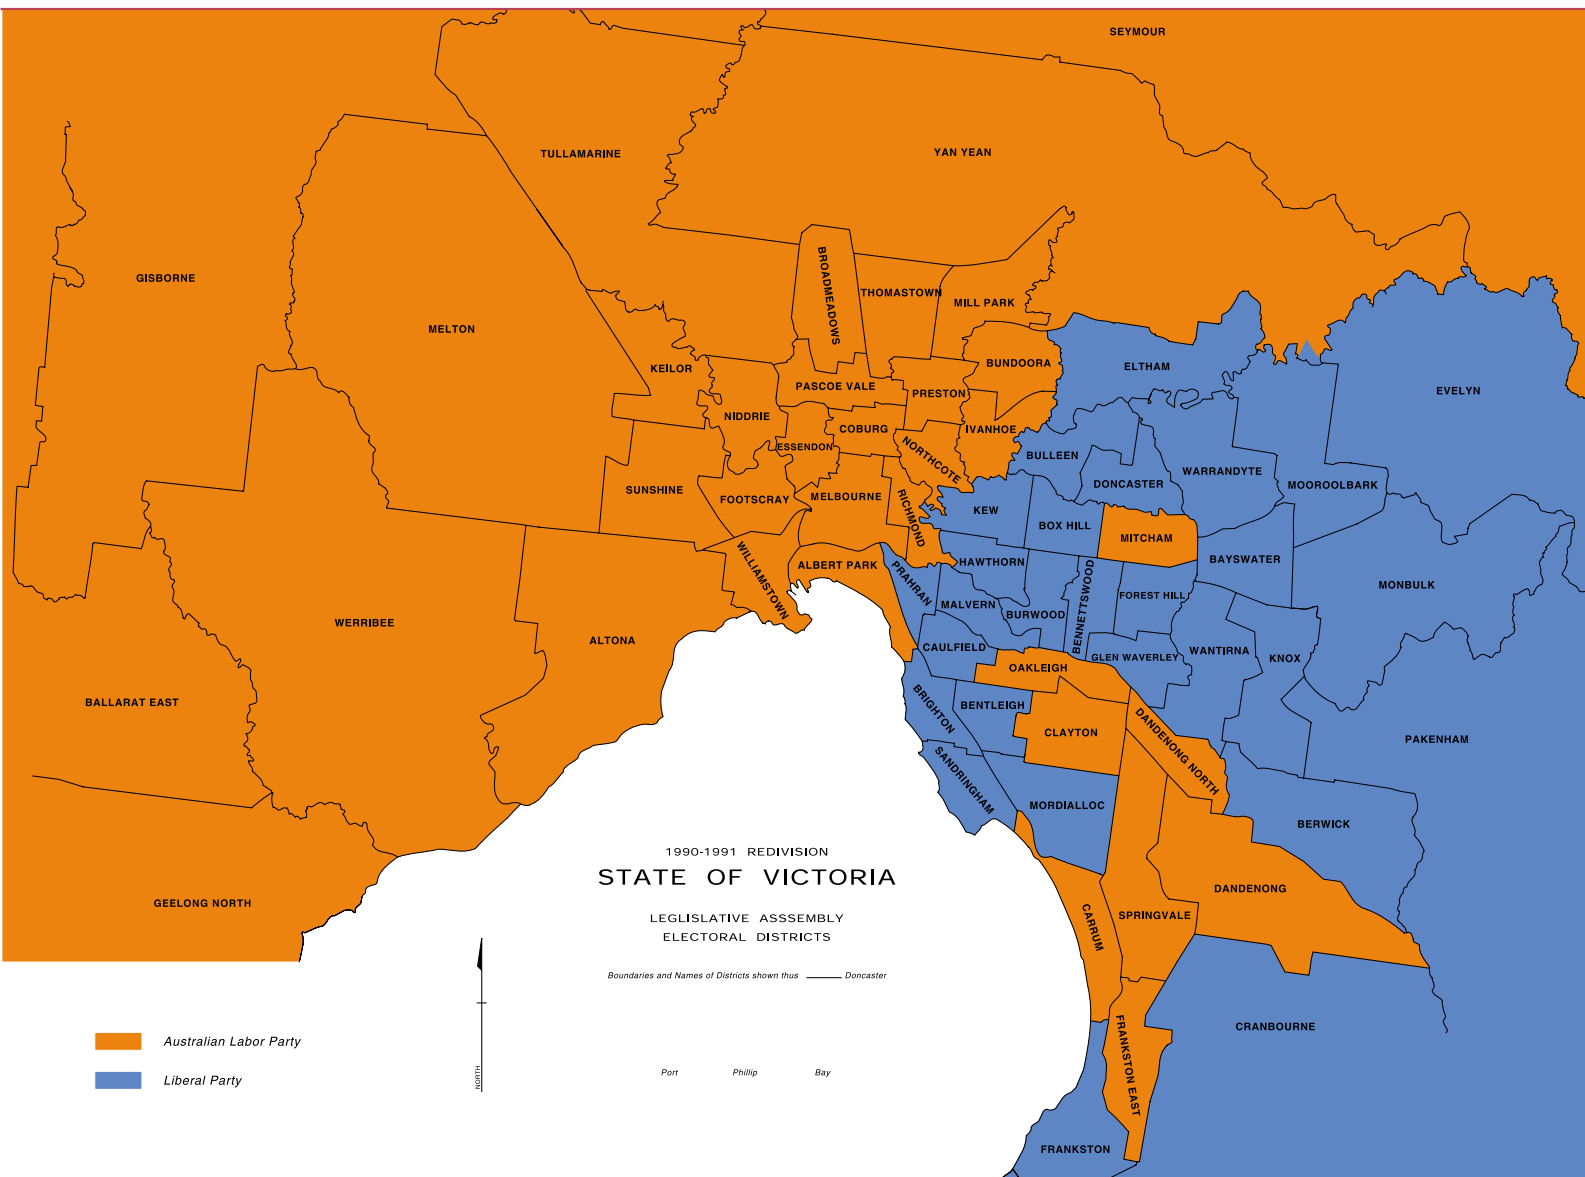 SEYMOUR
TULLAMARINE
YAN YEAN
GISBORNE
BROADMEADOWS
THOMASTOWN
MILL PARK
MELTON
KEILOR
BUNDOORA
ELTHAM
EVELYN
PASCOE VALE
PRESTON
NIDDRIE
COBURG
IVANHOE
ESSENDON
NORTHCOTE
BULLEEN
WARRANDYTE
DONCASTER
MOOROOLBARK
SUNSHINE
FOOTSCRAY
MELBOURNE
RICHMOND
KEW
BOX HILL
MITCHAM
BAYSWATER
MONBULK
WILLIAMSTOWN
ALBERT PARK
PRAHRAN
HAWTHORN
BENNETTSWOOD
FOREST HILL
MALVERN
BURWOOD
WERRIBEE
ALTONA
CAULFIELD
GLEN WAVERLEY
WANTIRNA
KNOX
OAKLEIGH
BALLARAT EAST
BRIGHTON
BENTLEIGH
CLAYTON
DANDENONG NORTH
PAKENHAM
SANDRINGHAM
MORDIALLOC
BERWICK
1990-1991 REDIVISION
STATE OF VICTORIA
DANDENONG
GEELONG NORTH
LEGLISLATIVE ASSSEMBLY
SPRINGVALE
CARRUM
ELECTORAL DISTRICTS
Boundaries and Names of Districts shown thus Doncaster
CRANBOURNE
Australian Labor Party
FRANKSTON EAST
Liberal Party
NORTH
Port Phillip Bay
FRANKSTON